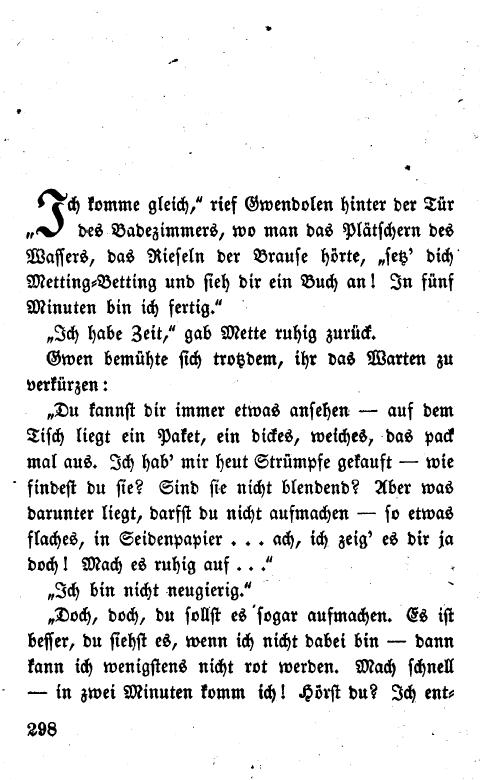 „Ich komme gleich,“ rief Gwendolen hinter der Tür
des Badezimmers, wo man das Plätschern des
Wassers, das Rieseln der Brause hörte, „setz’ dich
Metting-Betting und sieh dir ein Buch an! In fünf
Minuten bin ich fertig.“
„Ich habe Zeit,“ gab Mette ruhig zurück.
Gwen bemühte sich trotzdem, ihr das Warten zu
verkürzen:
„Du kannst dir immer etwas ansehen — auf dem
Tisch liegt ein Paket, ein dickes, weiches, das pack
mal aus. Ich hab’ mir heut Strümpfe gekauft — wie
findest du sie? Sind sie nicht blendend? Aber was
darunter liegt, darfst du nicht aufmachen — so etwas
flaches, in Seidenpapier . . . ach, ich zeig’ es dir ja
doch! Mach es ruhig auf . . .“
„Ich bin nicht neugierig.“
„Doch, doch, du sollst es sogar aufmachen. Es ist
besser, du siehst es, wenn ich nicht dabei bin — dann
kann ich wenigstens nicht rot werden. Mach schnell
— in zwei Minuten komm ich! Hörst du? Ich ent-
298